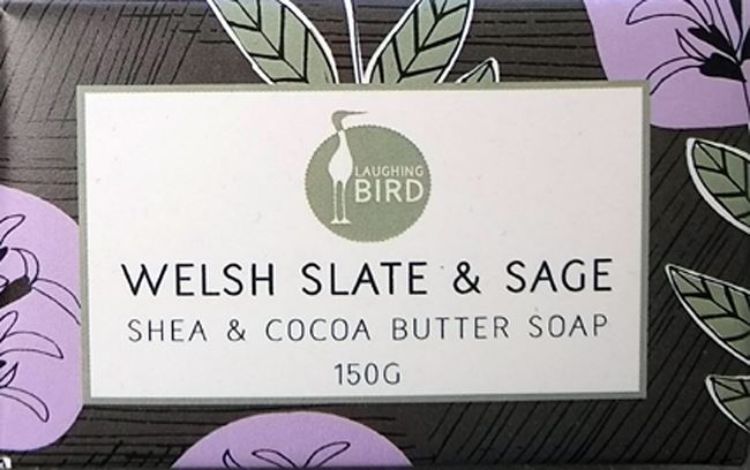 LAUGHING
BIRD
WELSH SLATE & SAGE
SHEA & COCOA BUTTER SOAP
150G